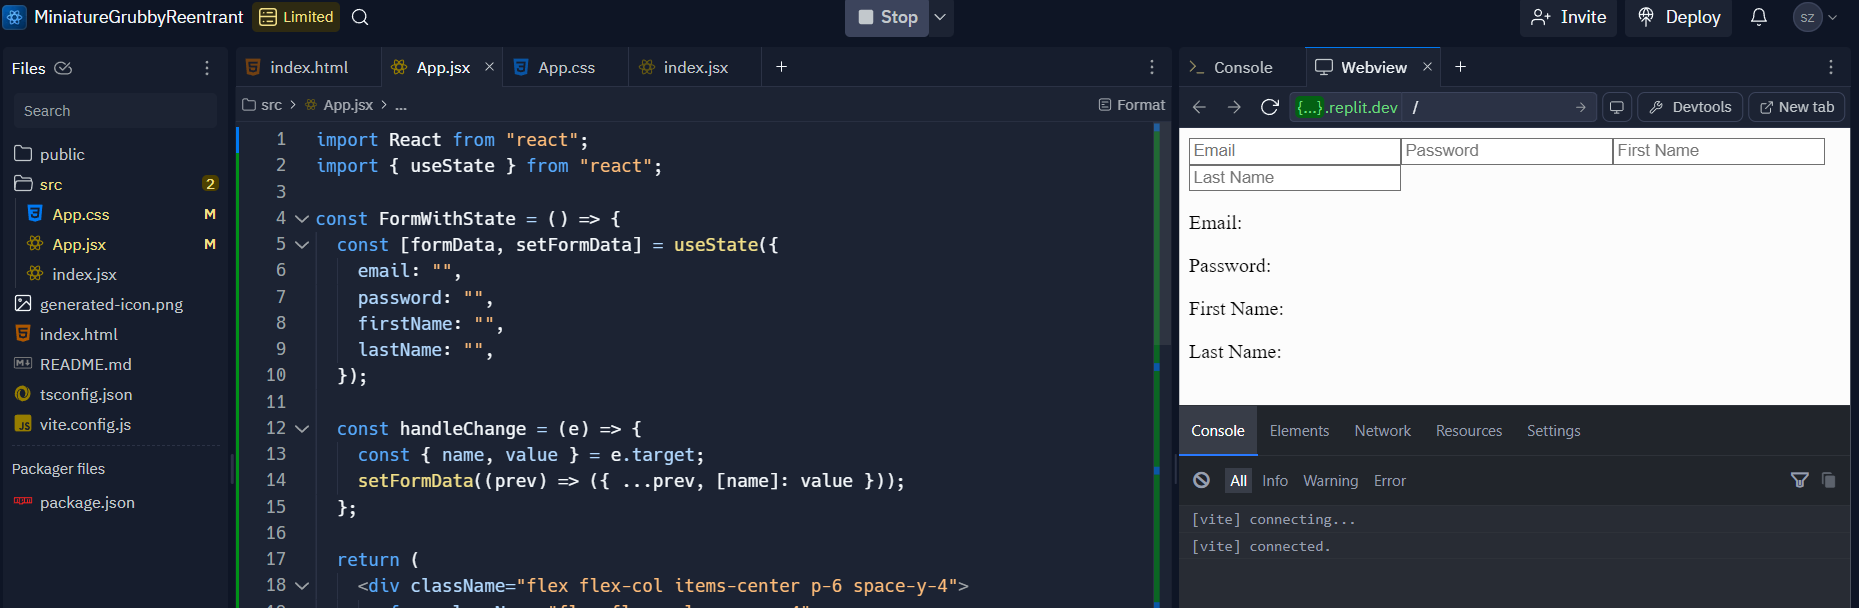 MiniatureGrubbyReentrant Limited Stop Invite Deploy SZ
Files
Search
public
src 2
App.css M
App.jsx M
index.jsx
generated-icon.png
index.html
README.md
tsconfig.json
vite.config.js
Packager files
package.json
index.html App.jsx App.css index.jsx
src > App.jsx > ... Format
1 import React from "react";
2 import { useState } from "react";
3
4 const FormWithState = () => {
5 const [formData, setFormData] = useState({
6 email: "",
7 password: "",
8 firstName: "",
9 lastName: "",
10 });
11
12 const handleChange = (e) => {
13 const { name, value } = e.target;
14 setFormData((prev) => ({ ...prev, [name]: value }));
15 };
16
17 return (
18 <div className="flex flex-col items-center p-6 space-y-4">
Console Webview
{...}.replit.dev / Devtools New tab
Email Password First Name
Last Name
Email:
Password:
First Name:
Last Name:
Console Elements Network Resources Settings
All Info Warning Error
[vite] connecting...
[vite] connected.